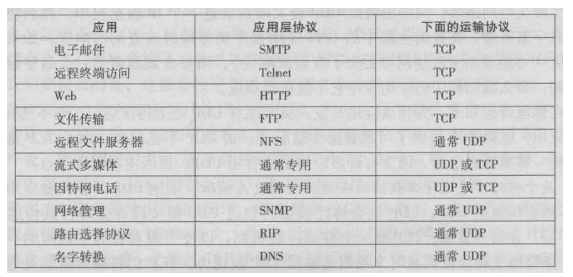 应用 应用层协议 下面的运输协议
电子邮件 SMTP TCP
远程终端访问 Telnet TCP
Web HTTP TCP
文件传输 FTP TCP
远程文件服务器 NFS 通常 UDP
流式多媒体 通常专用 UDP 或 TCP
因特网电话 通常专用 UDP 或 TCP
网络管理 SNMP 通常 UDP
路由选择协议 RIP 通常 UDP
名字转换 DNS 通常 UDP